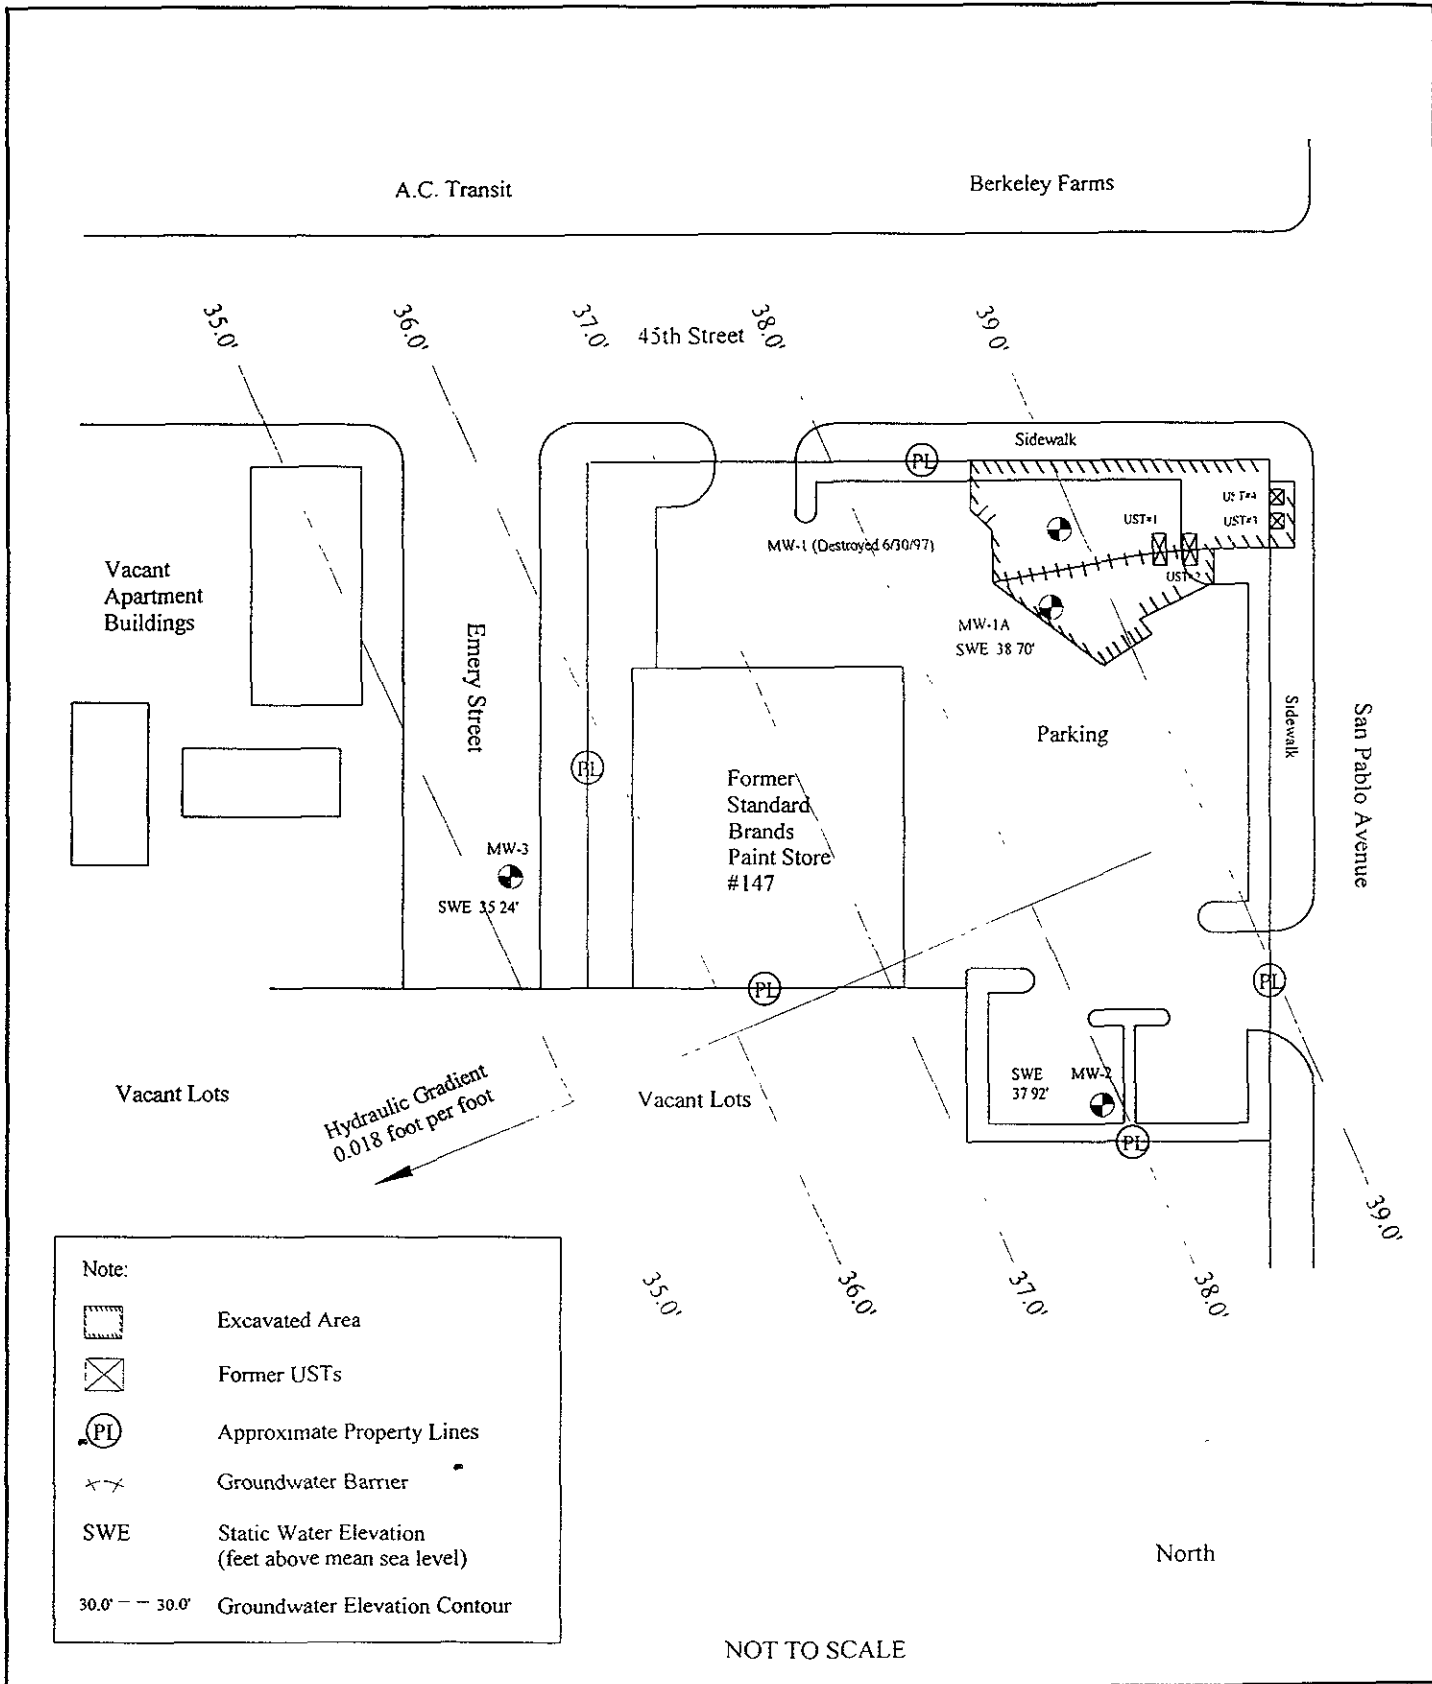 A.C. Transit
Berkeley Farms
35.0'
36.0'
37.0'
45th Street
38.0'
39 0'
Sidewalk
PL
UST#4
UST#3
UST#1
MW-1 (Destroyed 6/30/97)
Vacant
Apartment
Buildings
MW-1A
SWE 38 70'
Emery Street
Sidewalk
San Pablo Avenue
Parking
PL
Former
Standard
Brands
Paint Store
#147
MW-3
SWE 35 24'
PL
PL
Vacant Lots
Hydraulic Gradient
0.018 foot per foot
Vacant Lots
SWE
37 92'
MW-2
PL
39.0'
35.0'
36.0'
37.0'
38.0'
Note:
Excavated Area
Former USTs
PL
Approximate Property Lines
Groundwater Barrier
SWE
Static Water Elevation
(feet above mean sea level)
30.0' – – 30.0'
Groundwater Elevation Contour
North
NOT TO SCALE